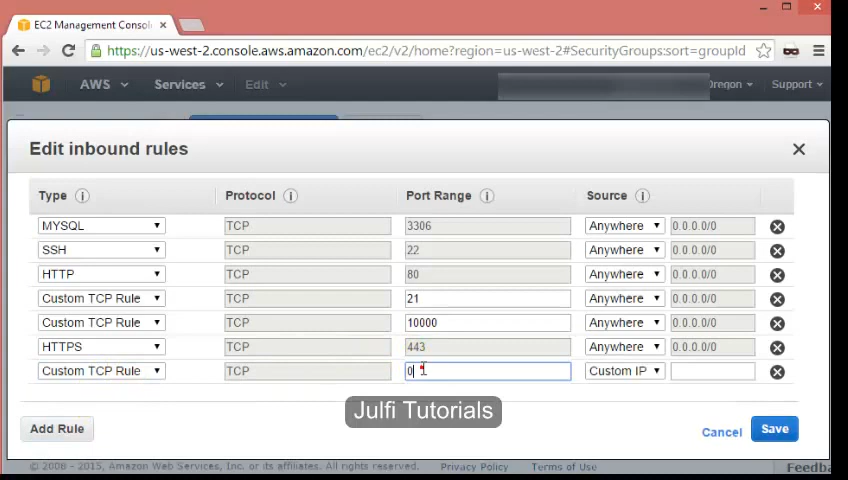 EC2 Management Consol
https://us-west-2.console.aws.amazon.com/ec2/v2/home?region=us-west-2#SecurityGroups:sort=groupId
AWS Services Edit Oregon Support
Edit inbound rules
Type Protocol Port Range Source
MYSQL TCP 3306 Anywhere 0.0.0.0/0
SSH TCP 22 Anywhere 0.0.0.0/0
HTTP TCP 80 Anywhere 0.0.0.0/0
Custom TCP Rule TCP 21 Anywhere 0.0.0.0/0
Custom TCP Rule TCP 10000 Anywhere 0.0.0.0/0
HTTPS TCP 443 Anywhere 0.0.0.0/0
Custom TCP Rule TCP 0 Custom IP
Julfi Tutorials
Add Rule Cancel Save
© 2008 - 2015, Amazon Web Services, Inc. or its affiliates. All rights reserved. Privacy Policy Terms of Use Feedba